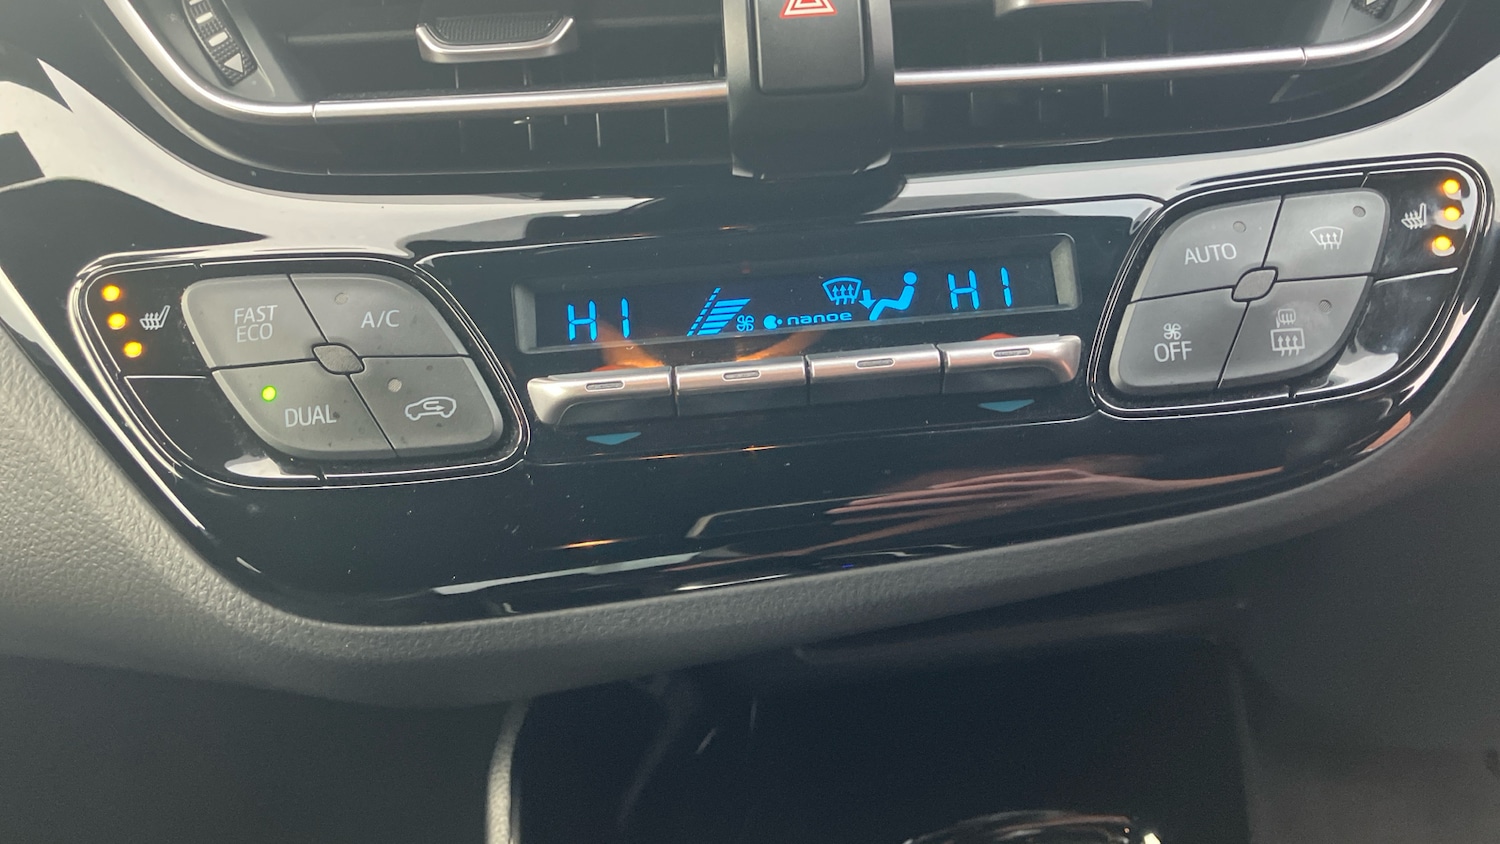 FAST
ECO
A/C
DUAL
HI
nanoe
HI
AUTO
OFF